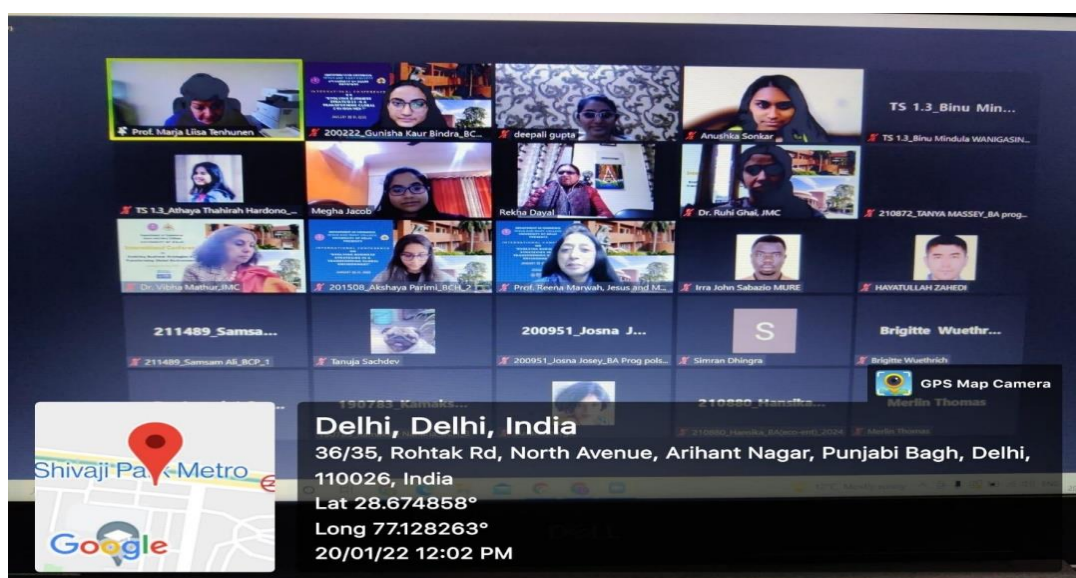 Prof. Marja Liisa Tenhunen
200222_Gunisha Kaur Bindra_BC...
deepali gupta
Anushka Sonkar
TS 1.3_Binu Min...
TS 1.3_Binu Mindula WANIGASIN...
TS 1.3_Athaya Thahirah Hardono_...
Megha Jacob
Rekha Dayal
Dr. Ruhi Ghai, JMC
210872_TANYA MASSEY_BA prog...
Dr. Vibha Mathur,JMC
201508_Akshaya Parimi_BCH_2
Prof. Reena Marwah, Jesus and M...
Irra John Sabazio MURE
HAYATULLAH ZAHEDI
211489_Samsa...
211489_Samsam Ali_BCP_1
Tanuja Sachdev
200951_Josna J...
200951_Josna Josey_BA Prog pols...
S
Simran Dhingra
Brigitte Wuethr...
Brigitte Wuethrich
GPS Map Camera
190783_Kamaks...
210880_Hansika...
Merlin Thomas
Merlin Thomas
Shivaji Park Metro
Google
Delhi, Delhi, India
36/35, Rohtak Rd, North Avenue, Arihant Nagar, Punjabi Bagh, Delhi,
110026, India
Lat 28.674858°
Long 77.128263°
20/01/22 12:02 PM